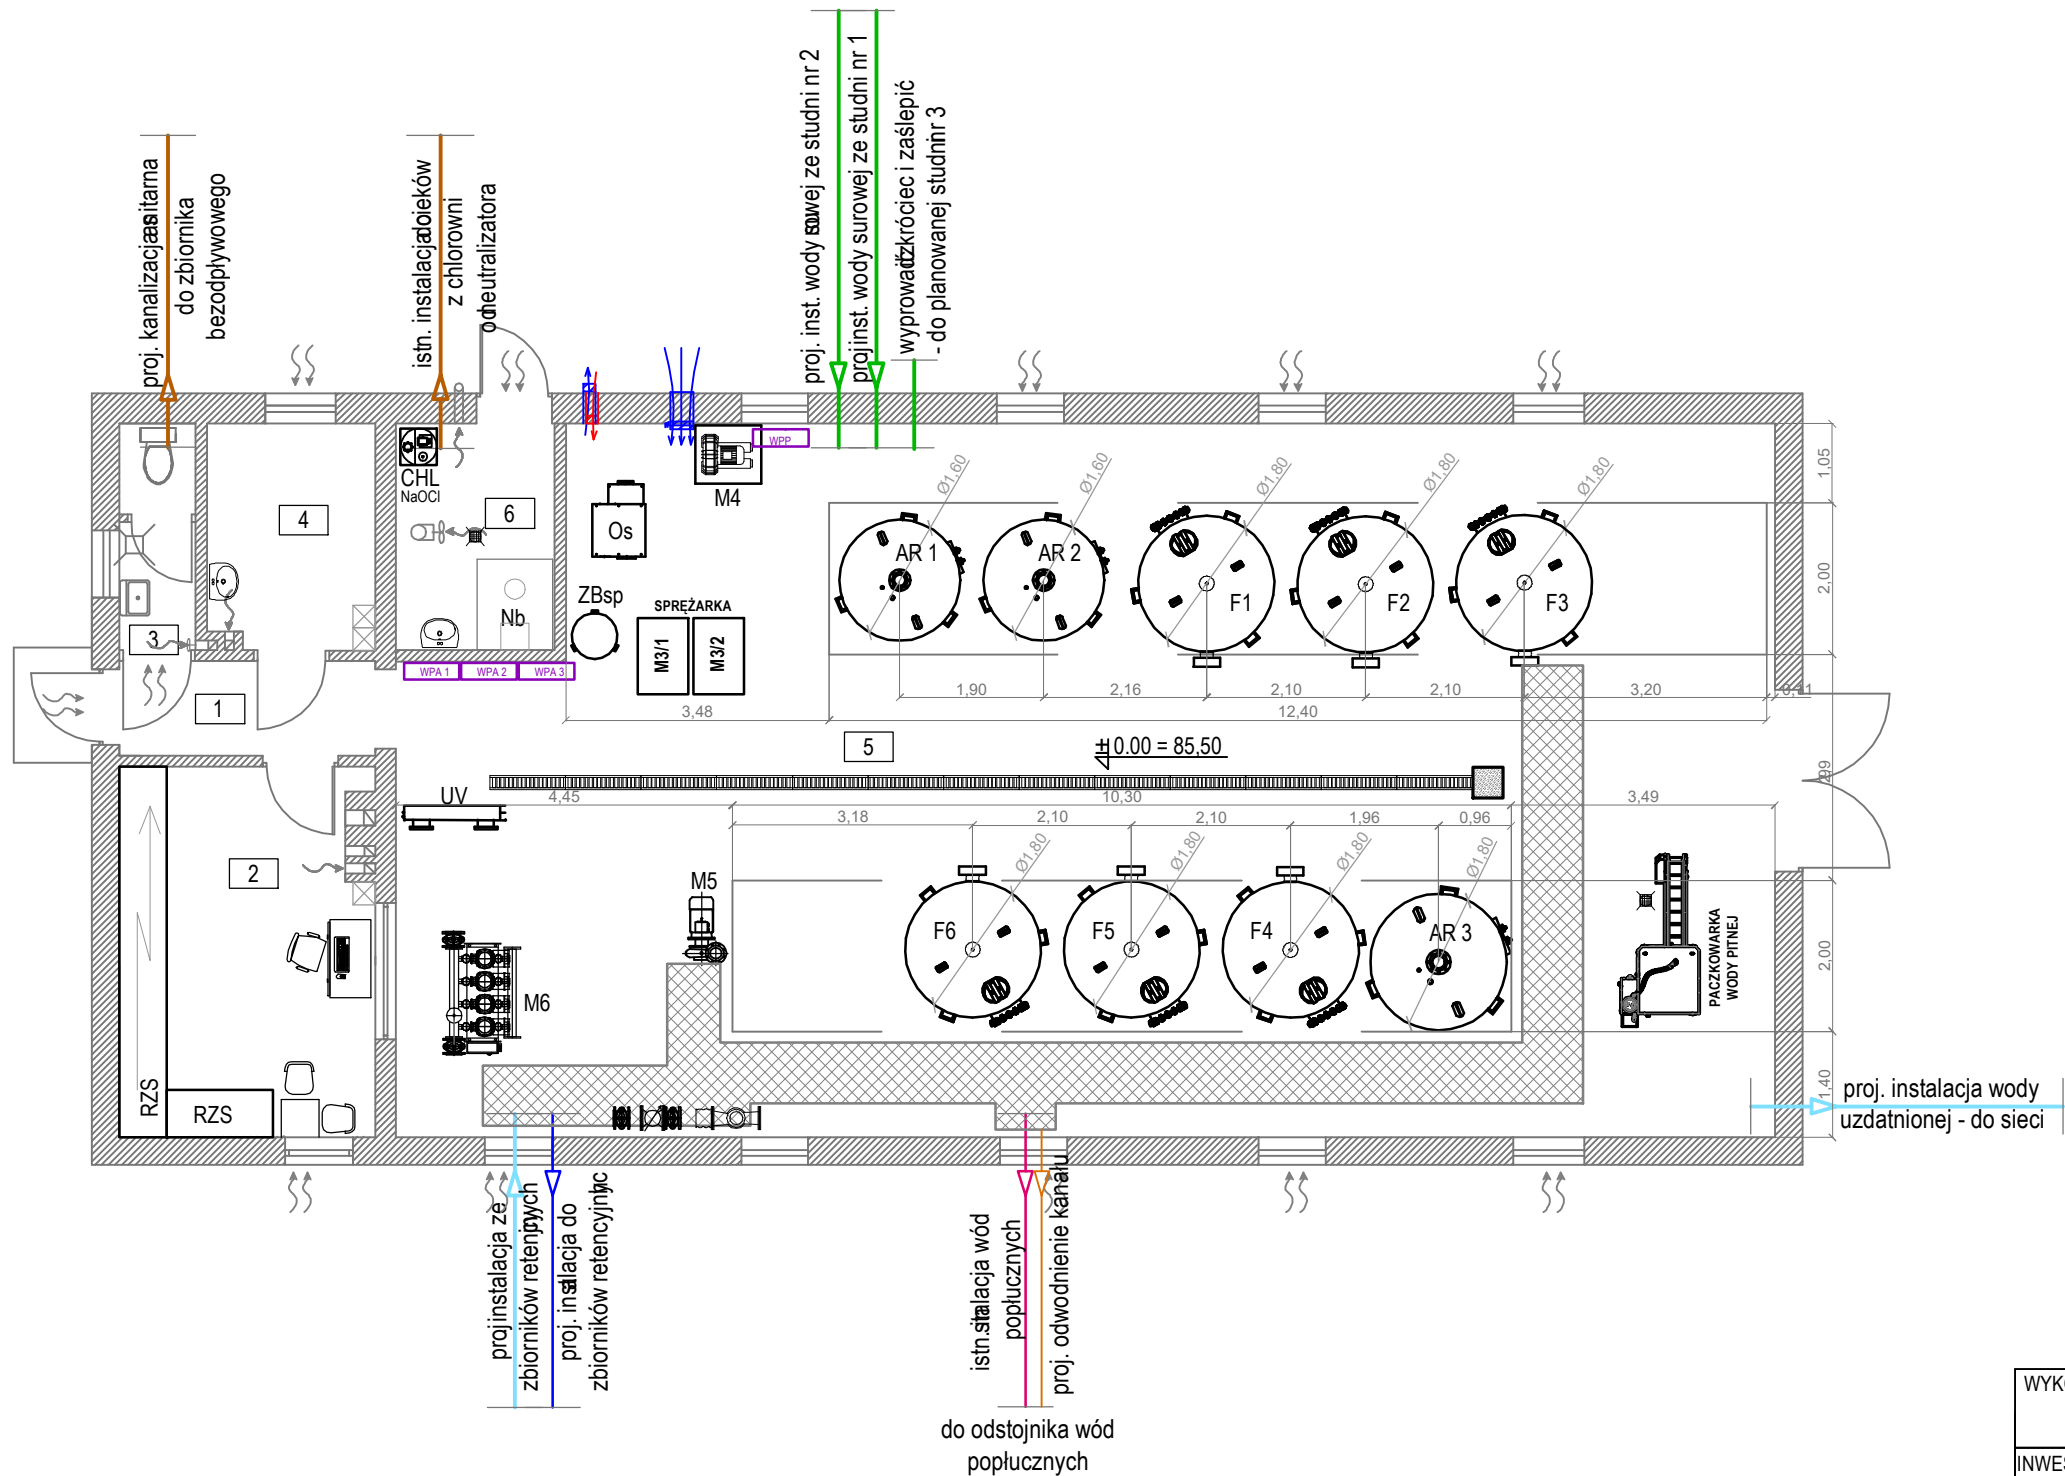 proj. kanalizacja sanitarna
do zbiornika
bezodpływowego
istn. instalacja
z chlorowni
do neutralizatora
proj. inst. wody surowej ze studni nr 2
proj inst. wody surowej ze studni nr 1
wyprowadź króciec i zaślepić
- do planowanej studni nr 3
CHL
NaOCl
6
4
3
1
2
5
Nb
Os
ZBsp
SPRĘŻARKA
M3/1
M3/2
M4
WPP
WPA 1
WPA 2
WPA 3
AR 1
AR 2
F1
F2
F3
Ø1,60
Ø1,60
Ø1,80
Ø1,80
Ø1,80
1,05
2,00
1,90
2,16
2,10
2,10
3,20
3,48
12,40
± 0.00 = 85,50
UV
4,45
10,30
3,49
3,18
2,10
2,10
1,96
0,96
Ø1,80
Ø1,80
Ø1,80
Ø1,80
M5
M6
F6
F5
F4
AR 3
2,00
1,40
PACZKOWARKA
WODY PITNEJ
RZS
RZS
proj. instalacja wody
uzdatnionej - do sieci
proj instalacja ze
zbiorników retencyjnych
proj. instalacja do
zbiorników retencyjnyhc
istn. instalacja wód
popłucznych
proj. odwodnienie kanału
do odstojnika wód
popłucznych